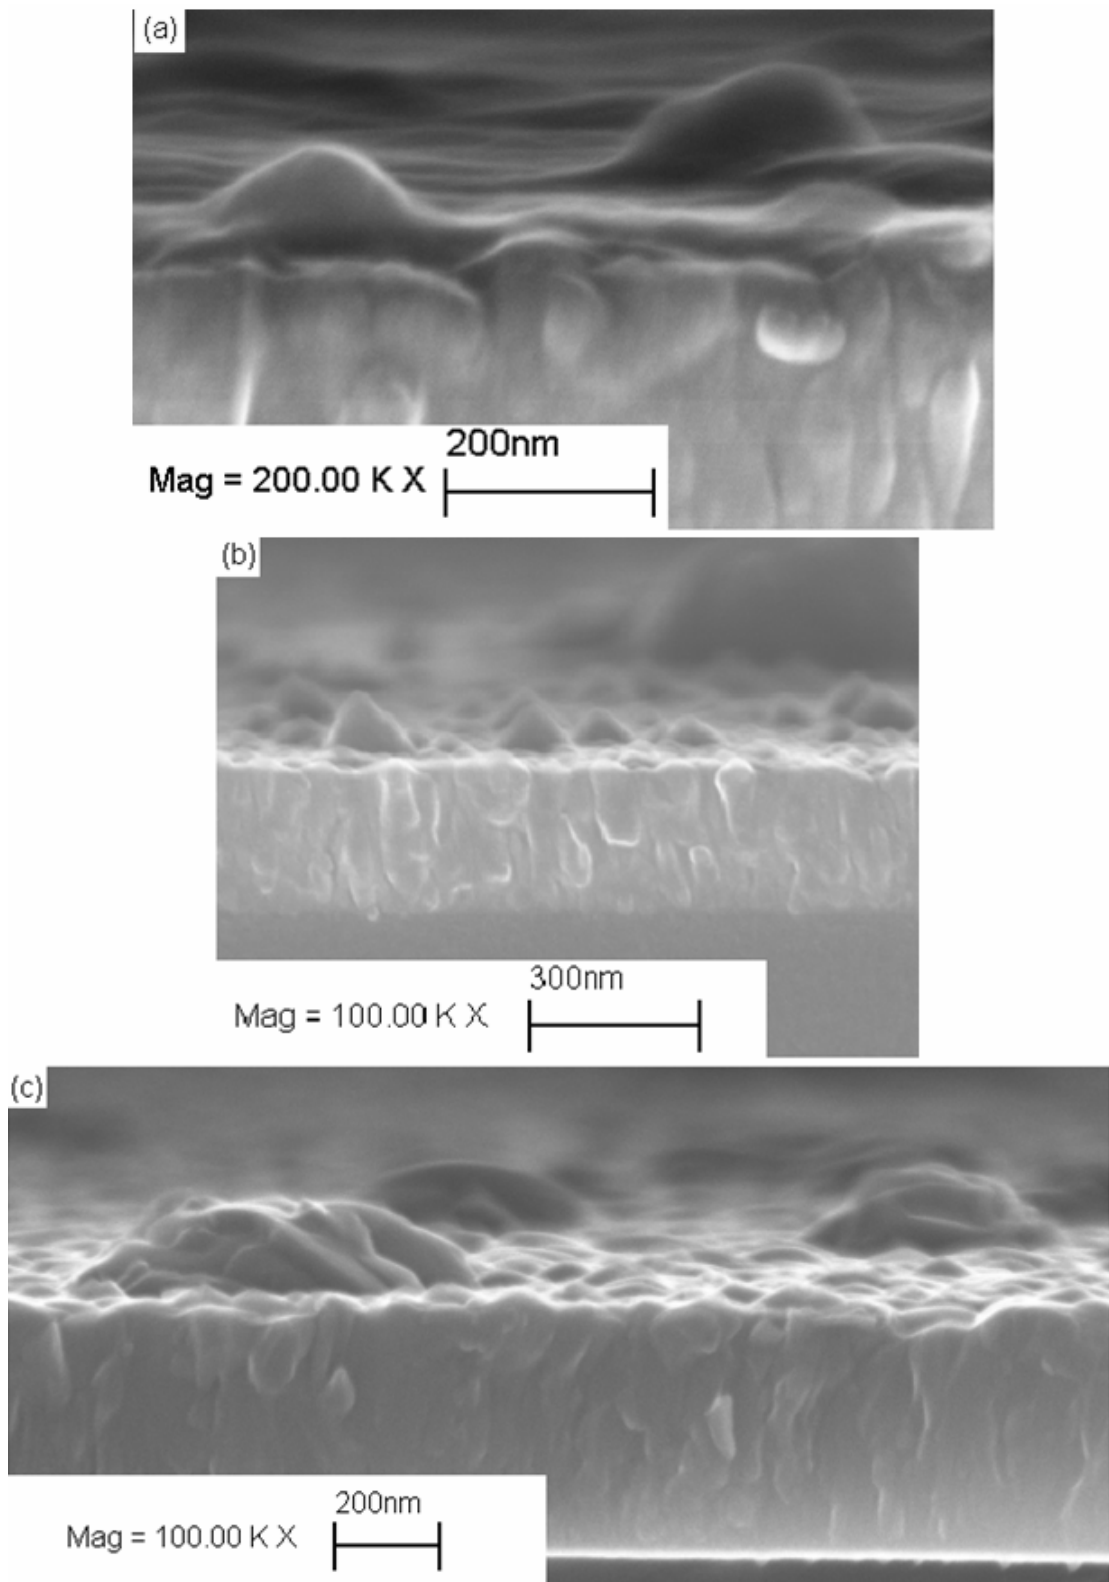 (a)
200nm
Mag = 200.00 K X
(b)
300nm
Mag = 100.00 K X
(c)
200nm
Mag = 100.00 K X